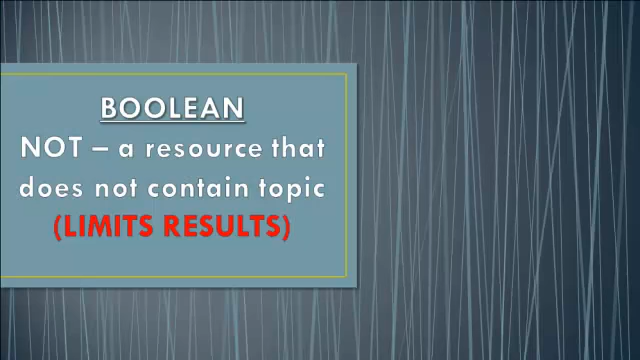 BOOLEAN
NOT – a resource that
does not contain topic
(LIMITS RESULTS)